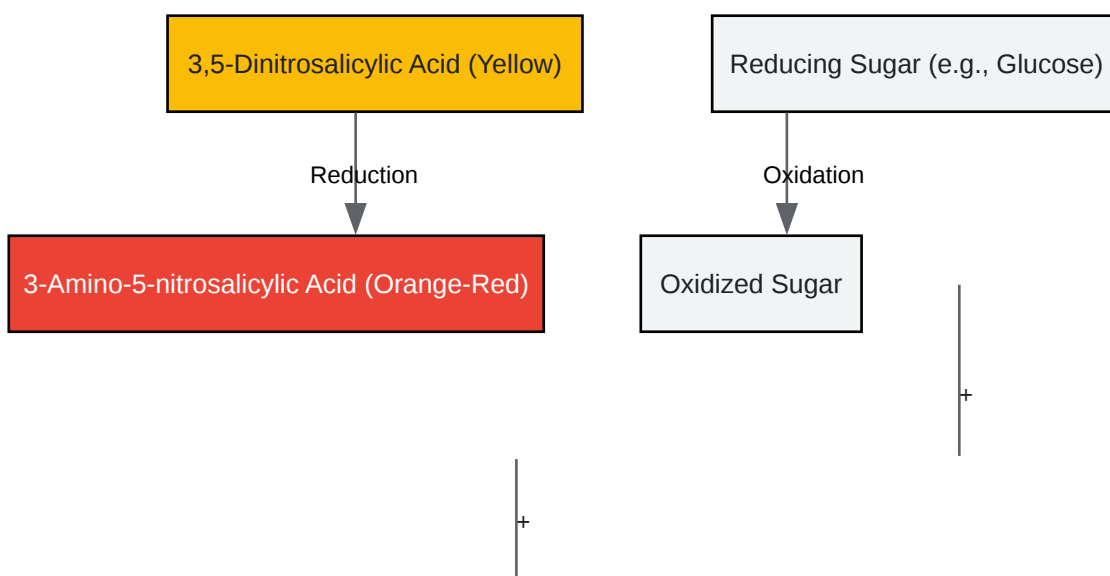 3,5-Dinitrosalicylic Acid (Yellow)
Reducing Sugar (e.g., Glucose)
Reduction
Oxidation
3-Amino-5-nitrosalicylic Acid (Orange-Red)
Oxidized Sugar
+
+